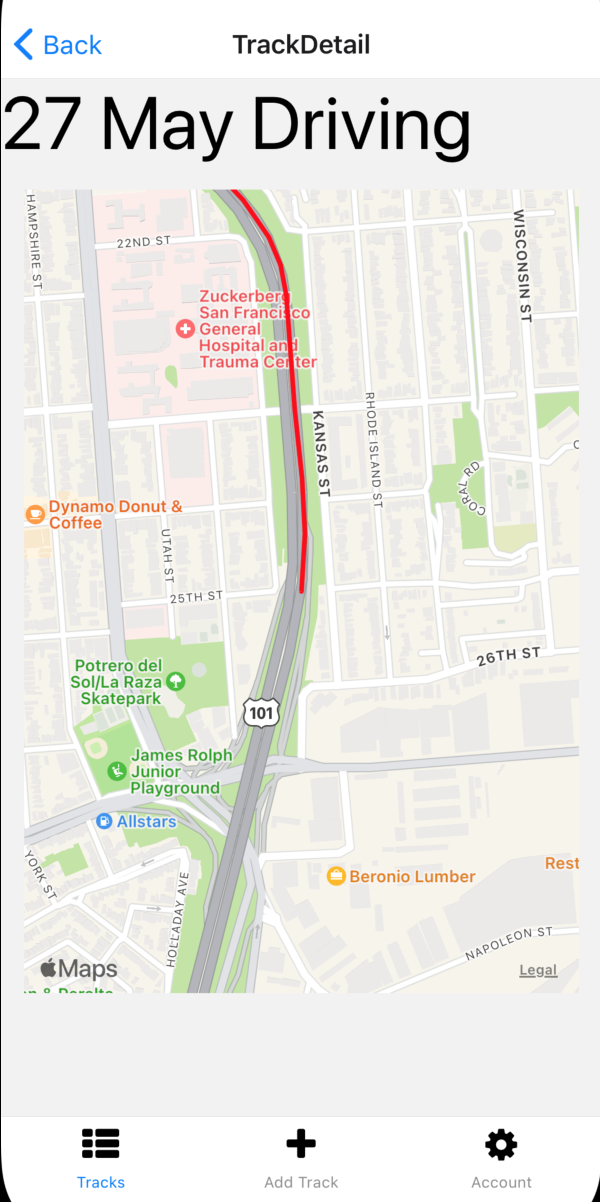 Back
TrackDetail
27 May Driving
HAMPSHIRE ST
22ND ST
WISCONSIN ST
Zuckerberg
San Francisco
General
Hospital and
Trauma Center
KANSAS ST
RHODE ISLAND ST
CORAL RD
Dynamo Donut &
Coffee
UTAH ST
25TH ST
26TH ST
Potrero del
Sol/La Raza
Skatepark
101
James Rolph
Junior
Playground
Allstars
YORK ST
HOLLADAY AVE
Beronio Lumber
Rest
NAPOLEON ST
Maps
Legal
Tracks
Add Track
Account